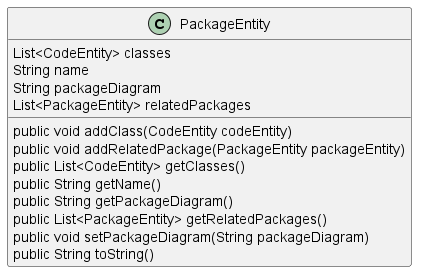 C PackageEntity
List<CodeEntity> classes
String name
String packageDiagram
List<PackageEntity> relatedPackages
public void addClass(CodeEntity codeEntity)
public void addRelatedPackage(PackageEntity packageEntity)
public List<CodeEntity> getClasses()
public String getName()
public String getPackageDiagram()
public List<PackageEntity> getRelatedPackages()
public void setPackageDiagram(String packageDiagram)
public String toString()